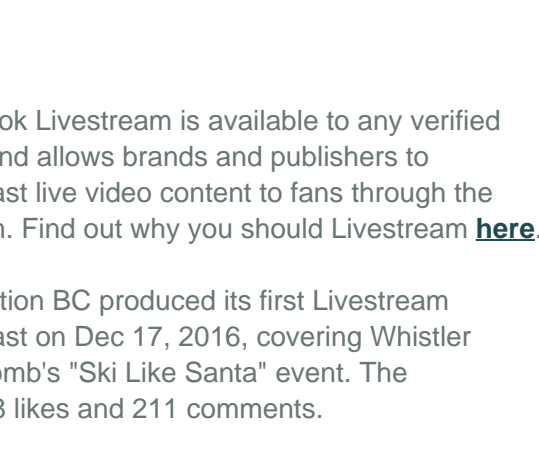 ok Livestream is available to any verified
nd allows brands and publishers to
ast live video content to fans through the
. Find out why you should Livestream here.
tion BC produced its first Livestream
ast on Dec 17, 2016, covering Whistler
omb's "Ski Like Santa" event. The
likes and 211 comments.